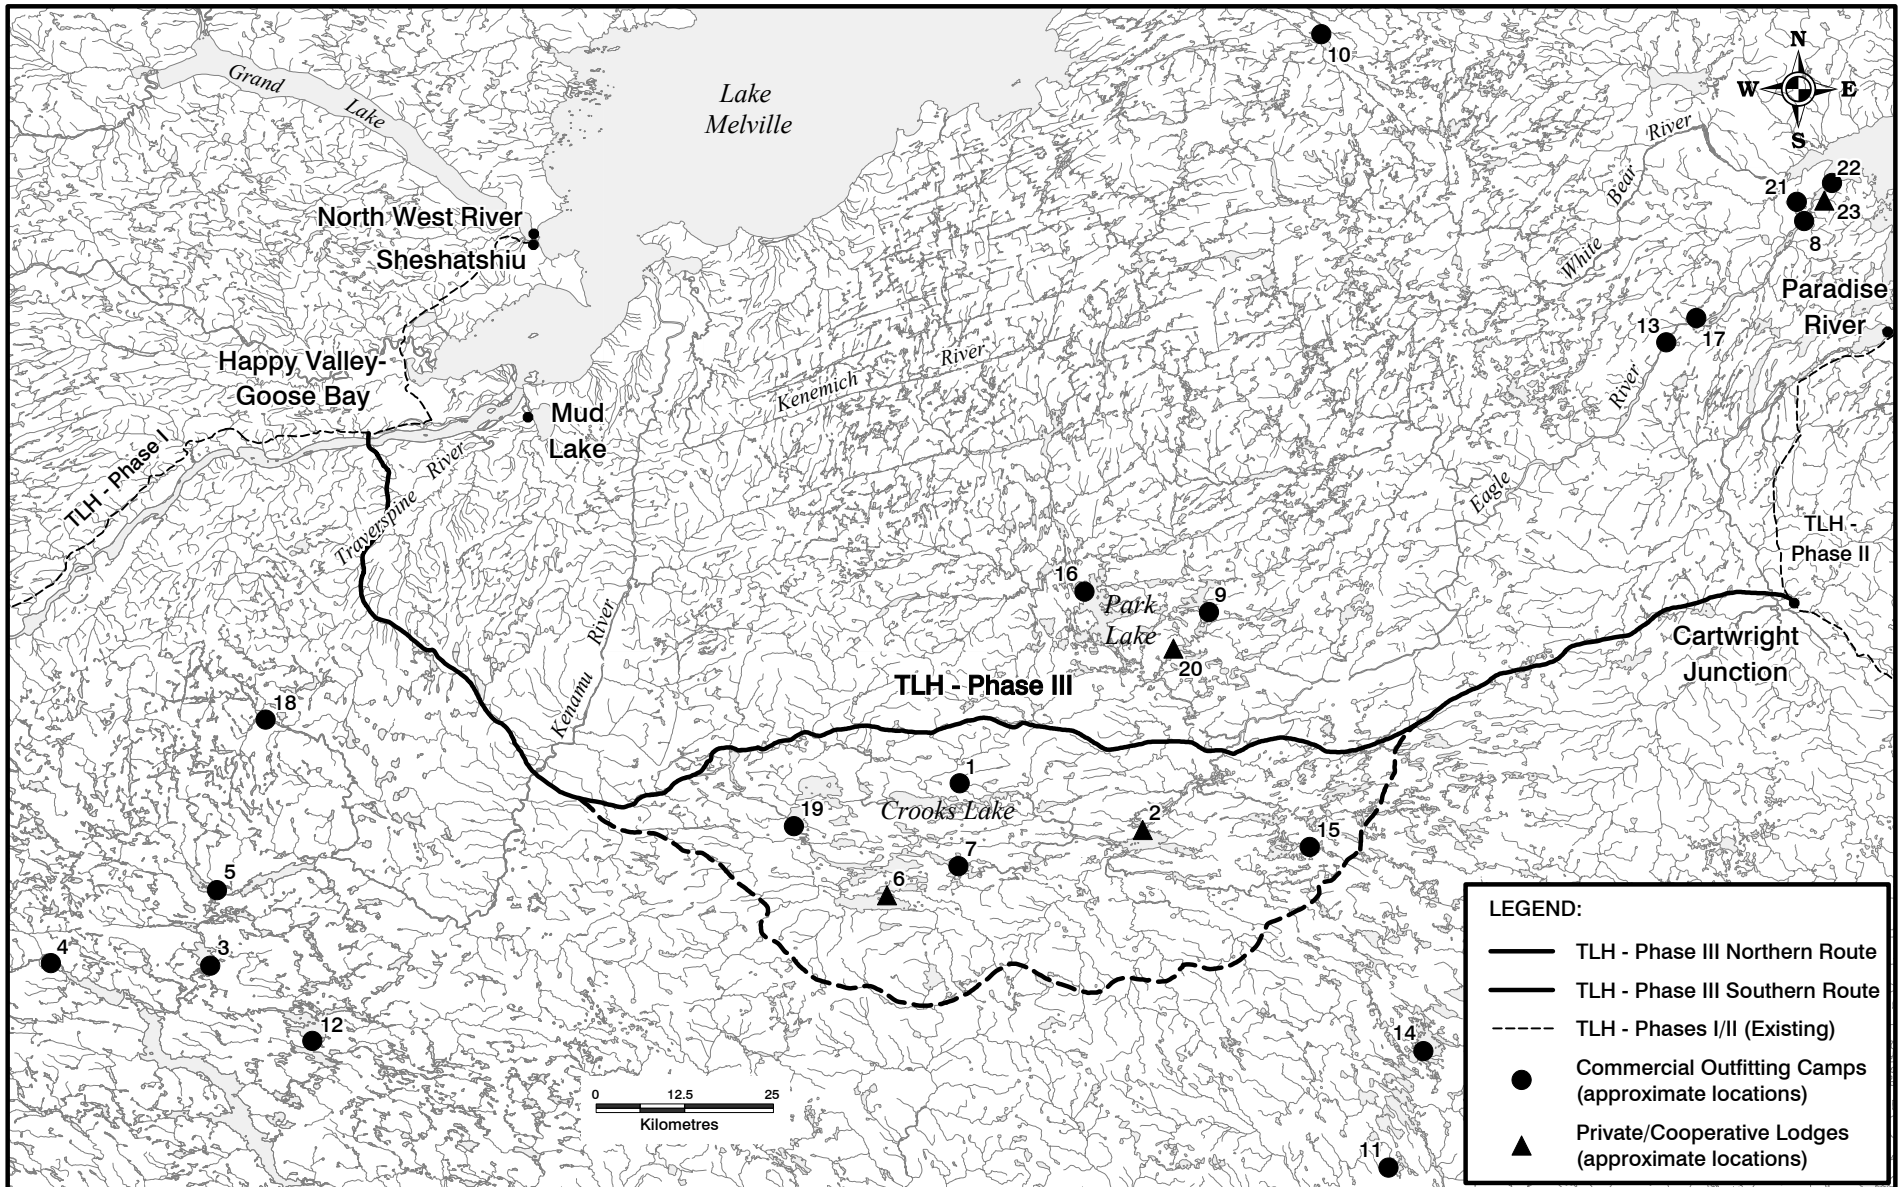 10
N
W
E
S
Grand
Lake
Lake
Melville
River
Bear
White
22
21
23
8
North West River
Sheshatshiu
Paradise
River
13
17
Happy Valley-
Goose Bay
Kenemich
River
River
Mud
Lake
TLH - Phase I
Traverspine
River
Eagle
TLH -
Phase II
16
Park
Lake
9
20
Kenamu
River
Cartwright
Junction
TLH - Phase III
18
1
Crooks Lake
19
2
15
7
6
5
4
3
12
14
11
0
12.5
25
Kilometres
LEGEND:
TLH - Phase III Northern Route
TLH - Phase III Southern Route
TLH - Phases I/II (Existing)
Commercial Outfitting Camps
(approximate locations)
Private/Cooperative Lodges
(approximate locations)